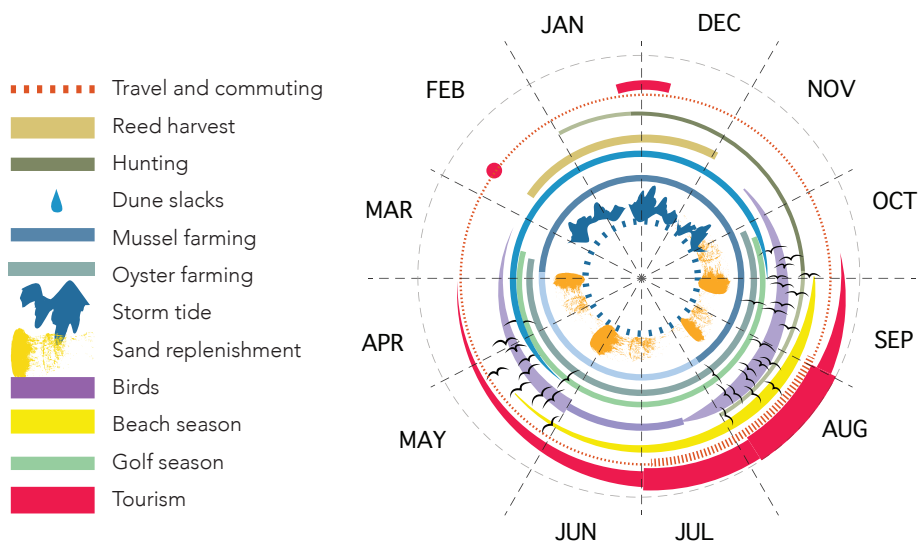 Travel and commuting
Reed harvest
Hunting
Dune slacks
Mussel farming
Oyster farming
Storm tide
Sand replenishment
Birds
Beach season
Golf season
Tourism
JAN
DEC
FEB
NOV
MAR
OCT
APR
SEP
MAY
AUG
JUN
JUL